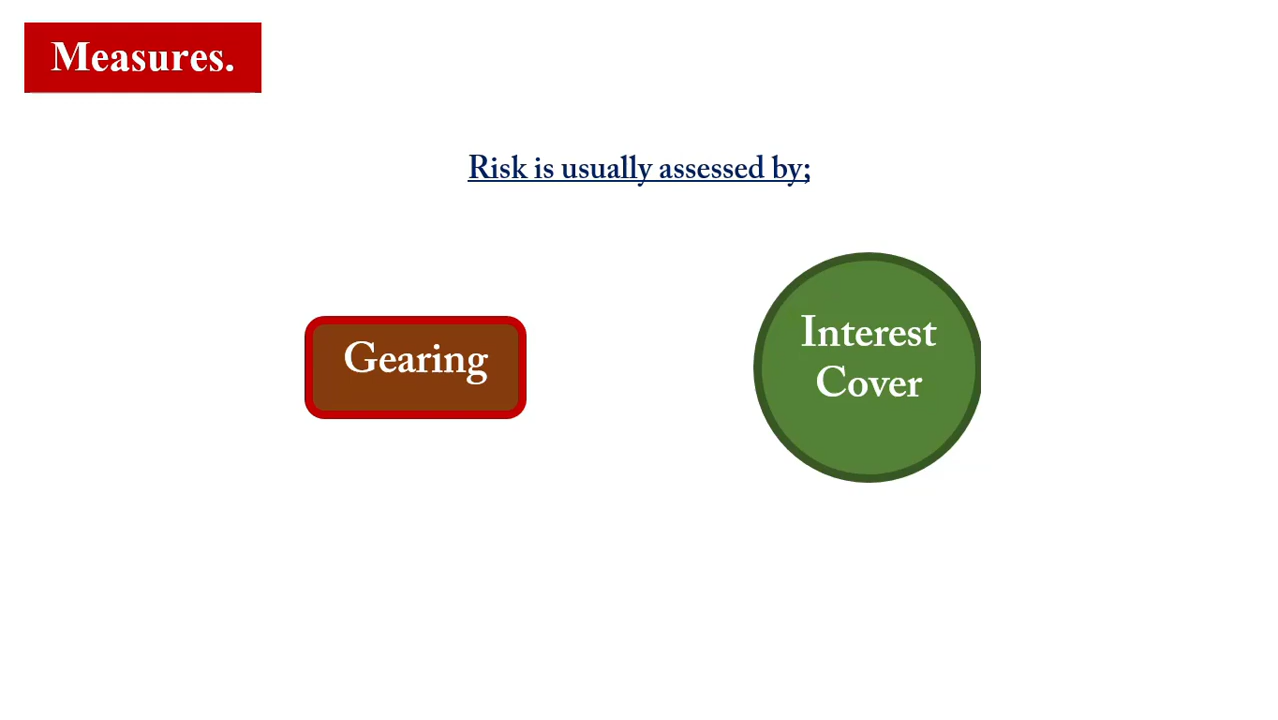 Measures.
Risk is usually assessed by;
Gearing
Interest
Cover